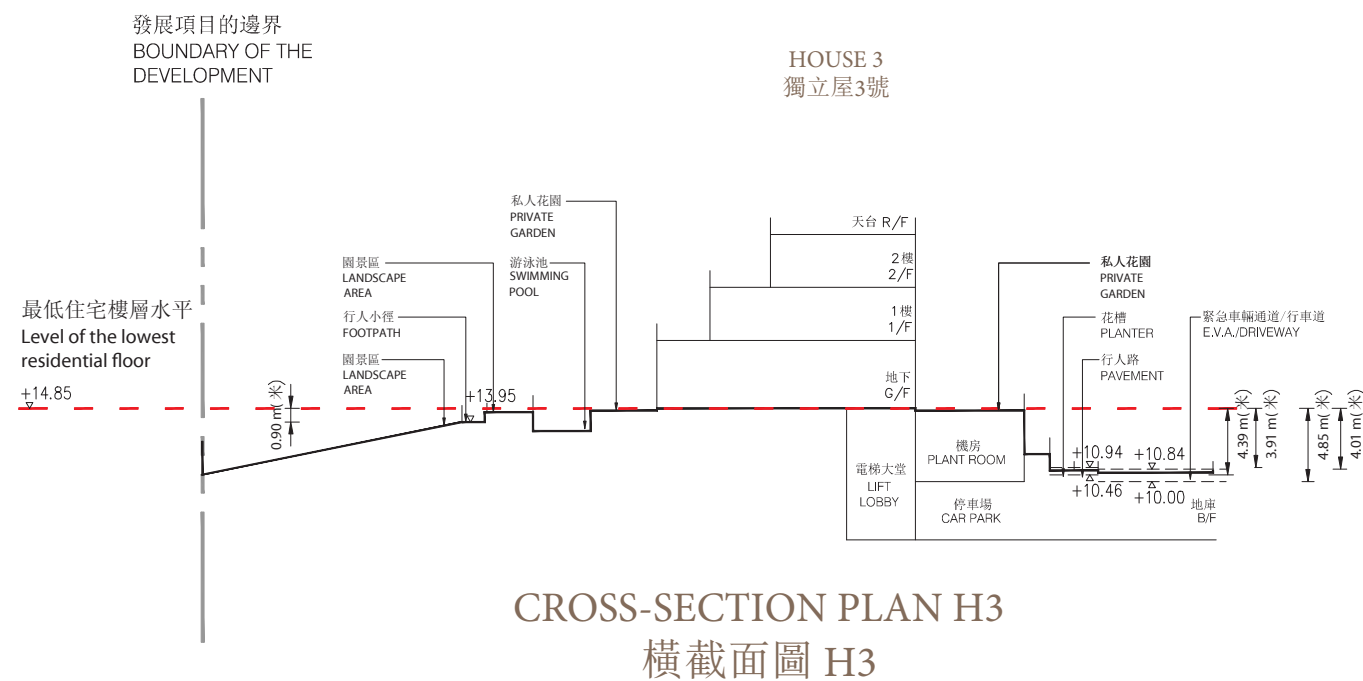 發展項目的邊界
BOUNDARY OF THE
DEVELOPMENT
HOUSE 3
獨立屋3號
私人花園
PRIVATE
GARDEN
天台 R/F
園景區
LANDSCAPE
AREA
游泳池
SWIMMING
POOL
2樓
2/F
私人花園
PRIVATE
GARDEN
最低住宅樓層水平
Level of the lowest
residential floor
行人小徑
FOOTPATH
1樓
1/F
花槽
PLANTER
緊急車輛通道/行車道
E.V.A./DRIVEWAY
園景區
LANDSCAPE
AREA
地下
G/F
行人路
PAVEMENT
+14.85
0.90 m(米)
+13.95
4.39 m(米)
3.91 m(米)
4.85 m(米)
4.01 m(米)
電梯大堂
LIFT
LOBBY
機房
PLANT ROOM
+10.94
+10.84
+10.46
+10.00
停車場
CAR PARK
地庫
B/F
CROSS-SECTION PLAN H3
橫截面圖 H3